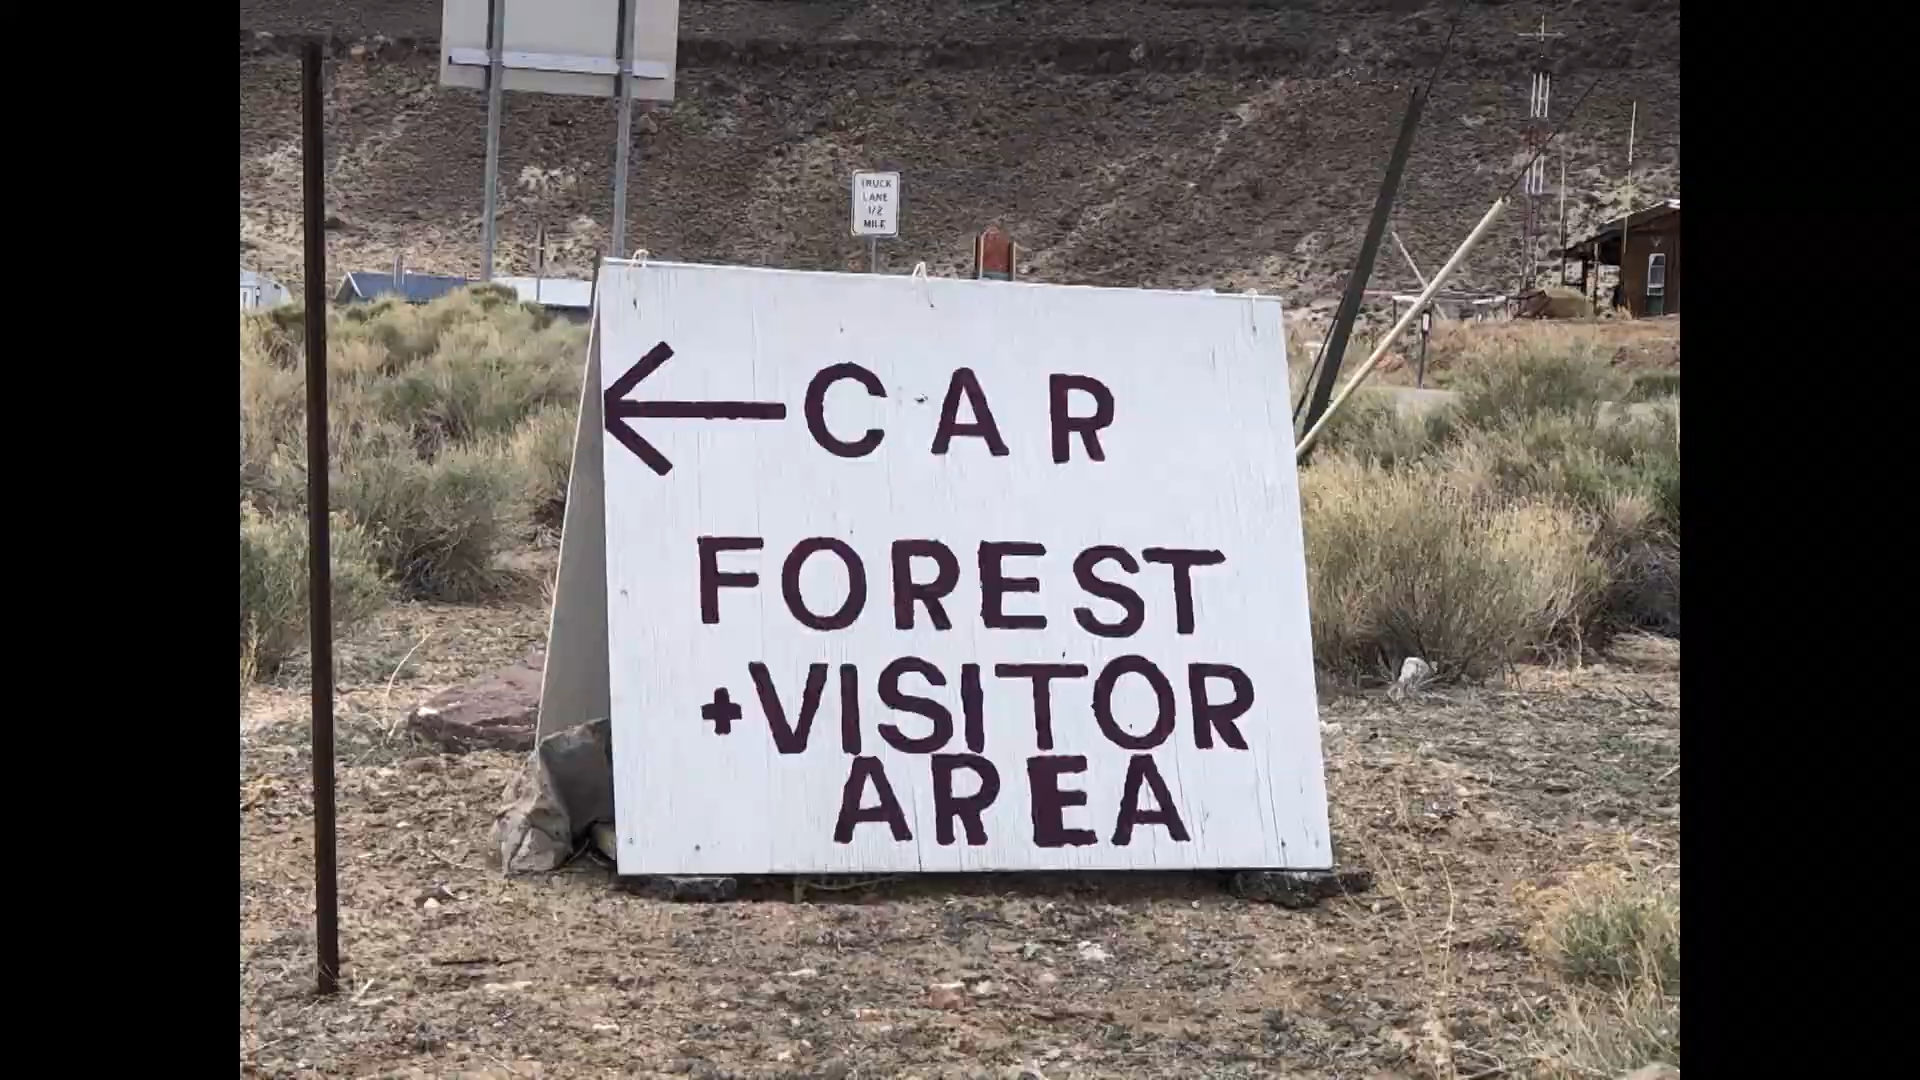 TRUCK
LANE
1/2
MILE
← CAR
FOREST
+VISITOR
AREA